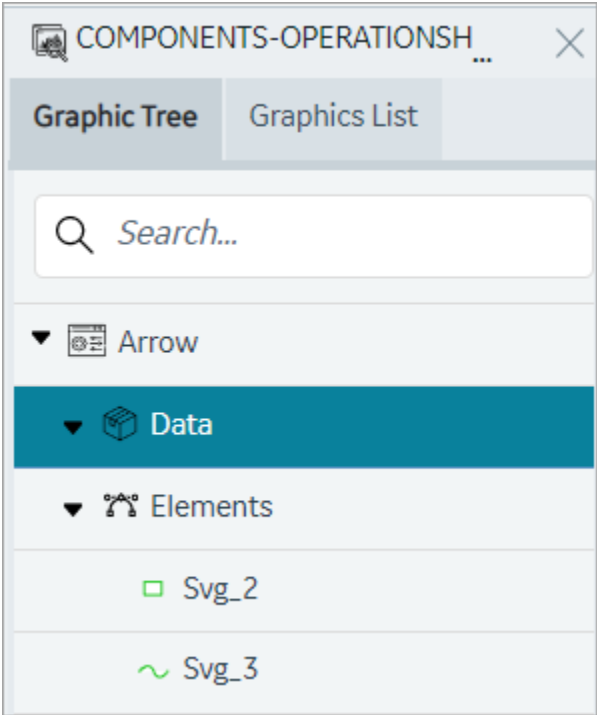 COMPONENTS-OPERATIONSH...
Graphic Tree Graphics List
Search...
Arrow
Data
Elements
Svg_2
Svg_3